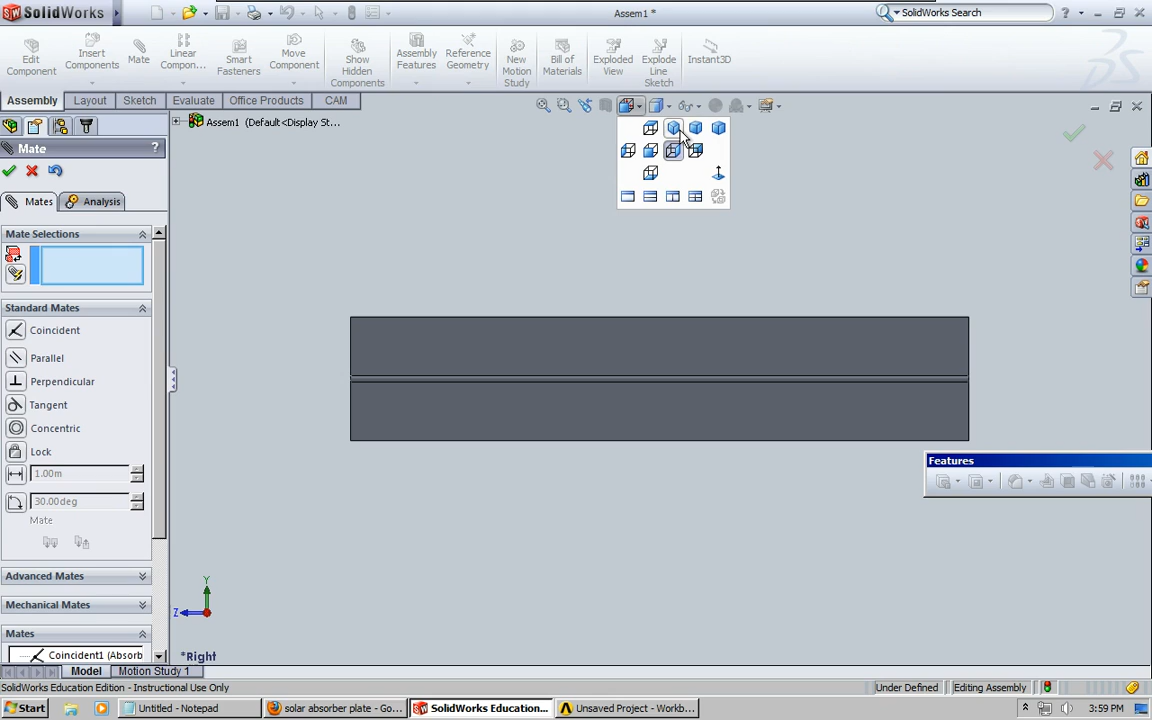 SolidWorks
Assem1 *
SolidWorks Search
Edit Component
Insert Components
Mate
Linear Compon...
Smart Fasteners
Move Component
Show Hidden Components
Assembly Features
Reference Geometry
New Motion Study
Bill of Materials
Exploded View
Explode Line Sketch
Instant3D
Assembly
Layout
Sketch
Evaluate
Office Products
CAM
Assem1 (Default<Display St...
Mate
?
Mates
Analysis
Mate Selections
Standard Mates
Coincident
Parallel
Perpendicular
Tangent
Concentric
Lock
1.00m
30.00deg
Mate
Advanced Mates
Mechanical Mates
Mates
Coincident1 (Absorb
Features
Y
Z
*Right
Model
Motion Study 1
SolidWorks Education Edition - Instructional Use Only
Under Defined
Editing Assembly
Start
Untitled - Notepad
solar absorber plate - Go...
SolidWorks Education...
Unsaved Project - Workb...
3:59 PM